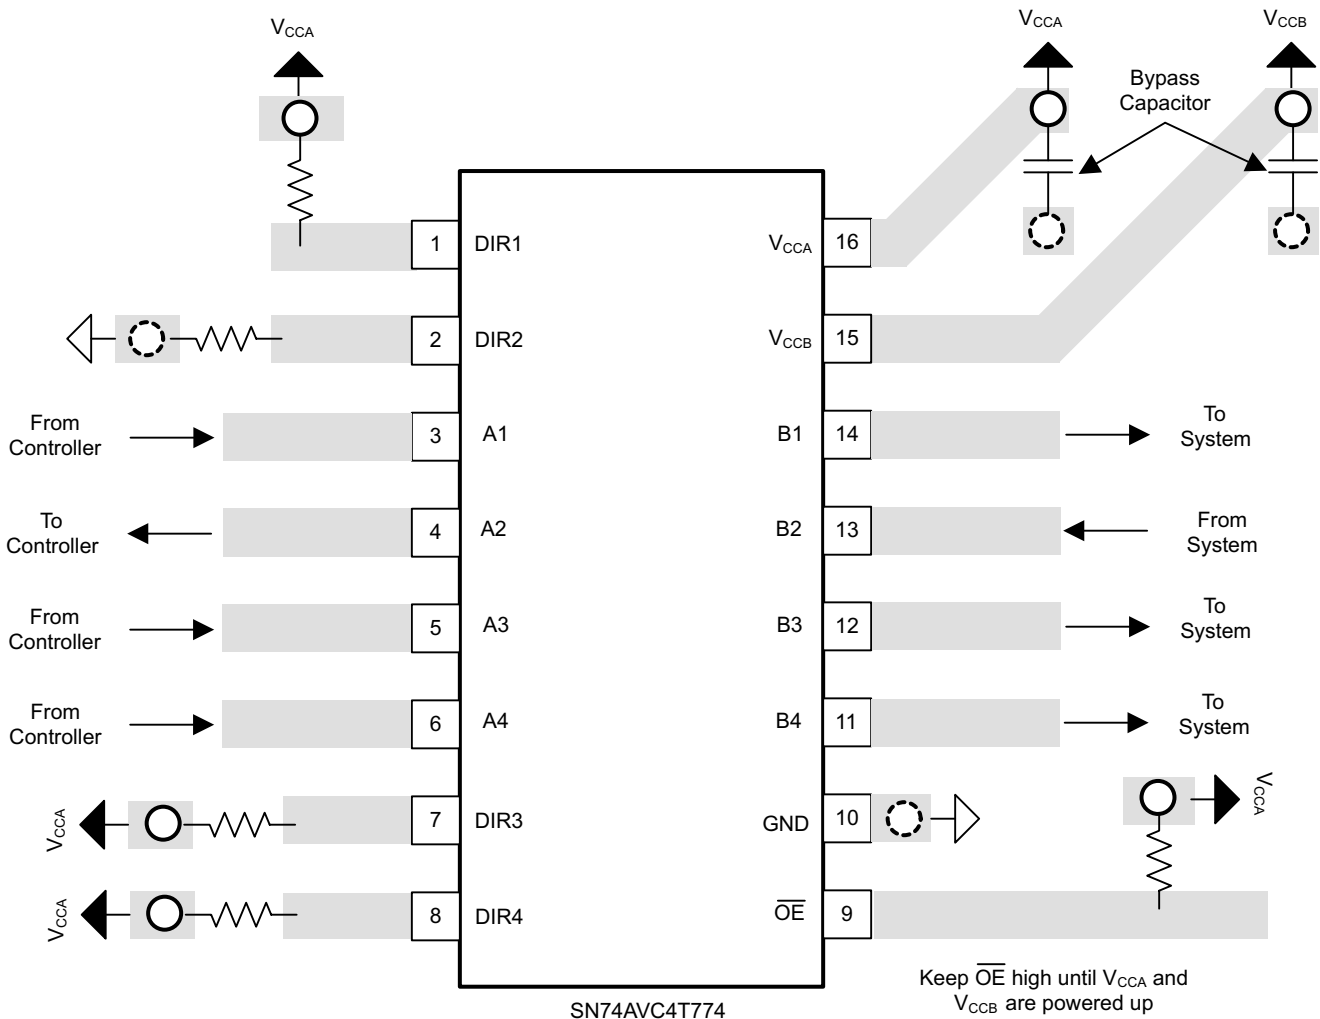 VCCA
VCCA
VCCB
Bypass
Capacitor
1 DIR1
VCCA 16
2 DIR2
VCCB 15
From
Controller
3 A1
B1 14
To
System
To
Controller
4 A2
B2 13
From
System
From
Controller
5 A3
B3 12
To
System
From
Controller
6 A4
B4 11
To
System
VCCA
7 DIR3
GND 10
VCCA
VCCA
8 DIR4
O̅E̅ 9
Keep O̅E̅ high until VCCA and
VCCB are powered up
SN74AVC4T774